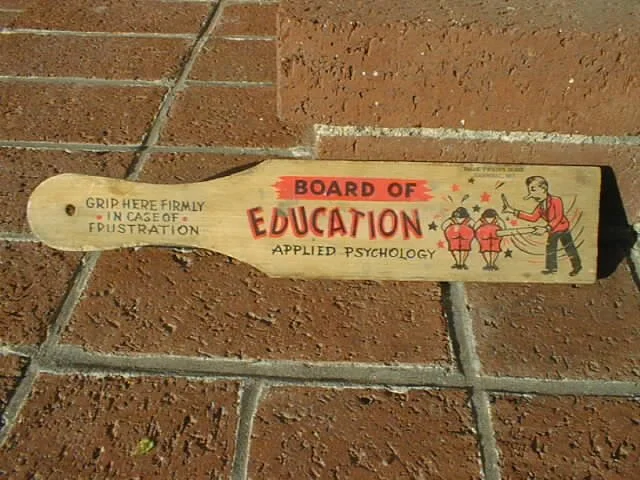 GRIP HERE FIRMLY
• IN CASE OF •
FRUSTRATION
BOARD OF
EDUCATION
APPLIED PSYCHOLOGY